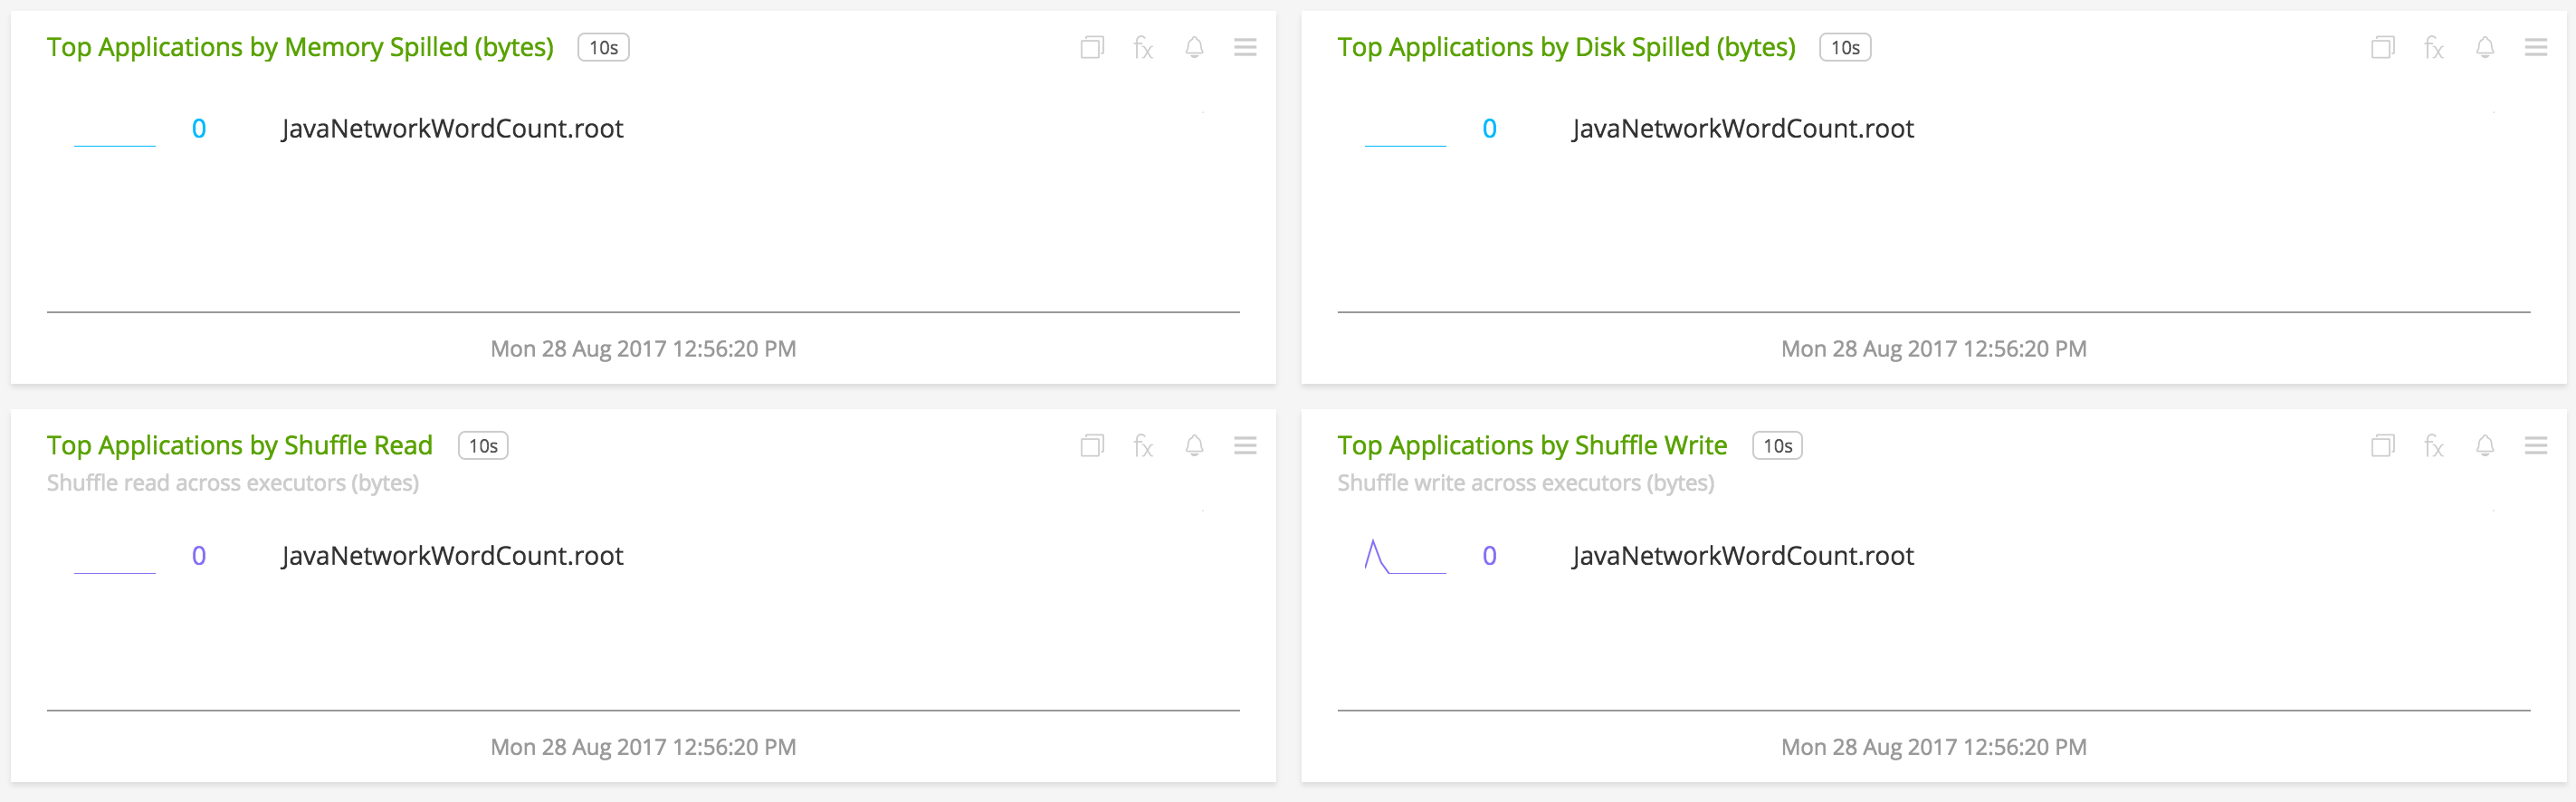 Top Applications by Memory Spilled (bytes) 10s
fx
0 JavaNetworkWordCount.root
Mon 28 Aug 2017 12:56:20 PM
Top Applications by Disk Spilled (bytes) 10s
fx
0 JavaNetworkWordCount.root
Mon 28 Aug 2017 12:56:20 PM
Top Applications by Shuffle Read 10s
fx
Shuffle read across executors (bytes)
0 JavaNetworkWordCount.root
Mon 28 Aug 2017 12:56:20 PM
Top Applications by Shuffle Write 10s
fx
Shuffle write across executors (bytes)
0 JavaNetworkWordCount.root
Mon 28 Aug 2017 12:56:20 PM